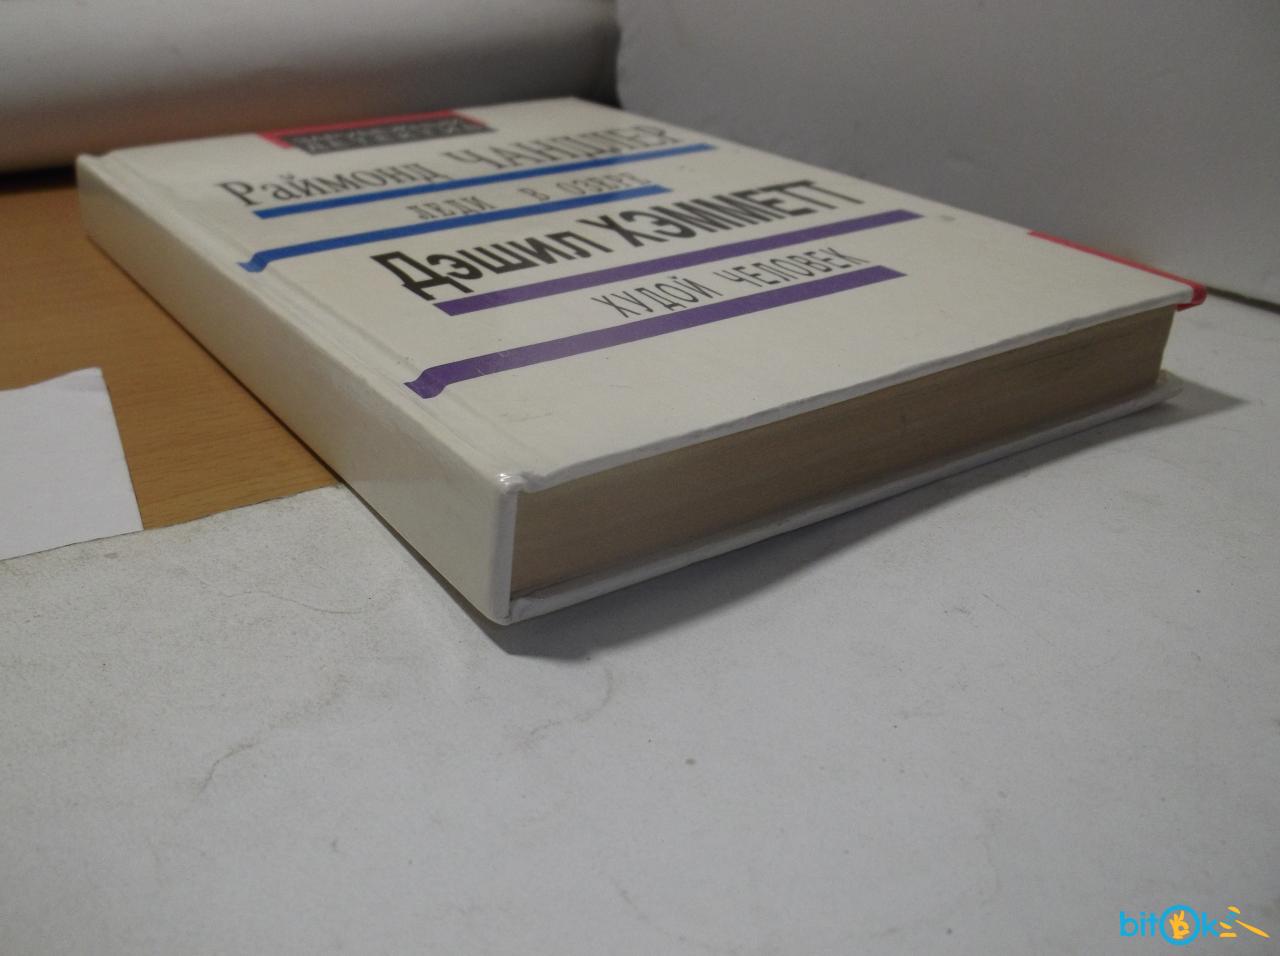 Раймонд ЧАНДЛЕР
ЛЕДИ В ОЗЕРЕ
Дэшил ХЭММЕТТ
ХУДОЙ ЧЕЛОВЕК
bitOk